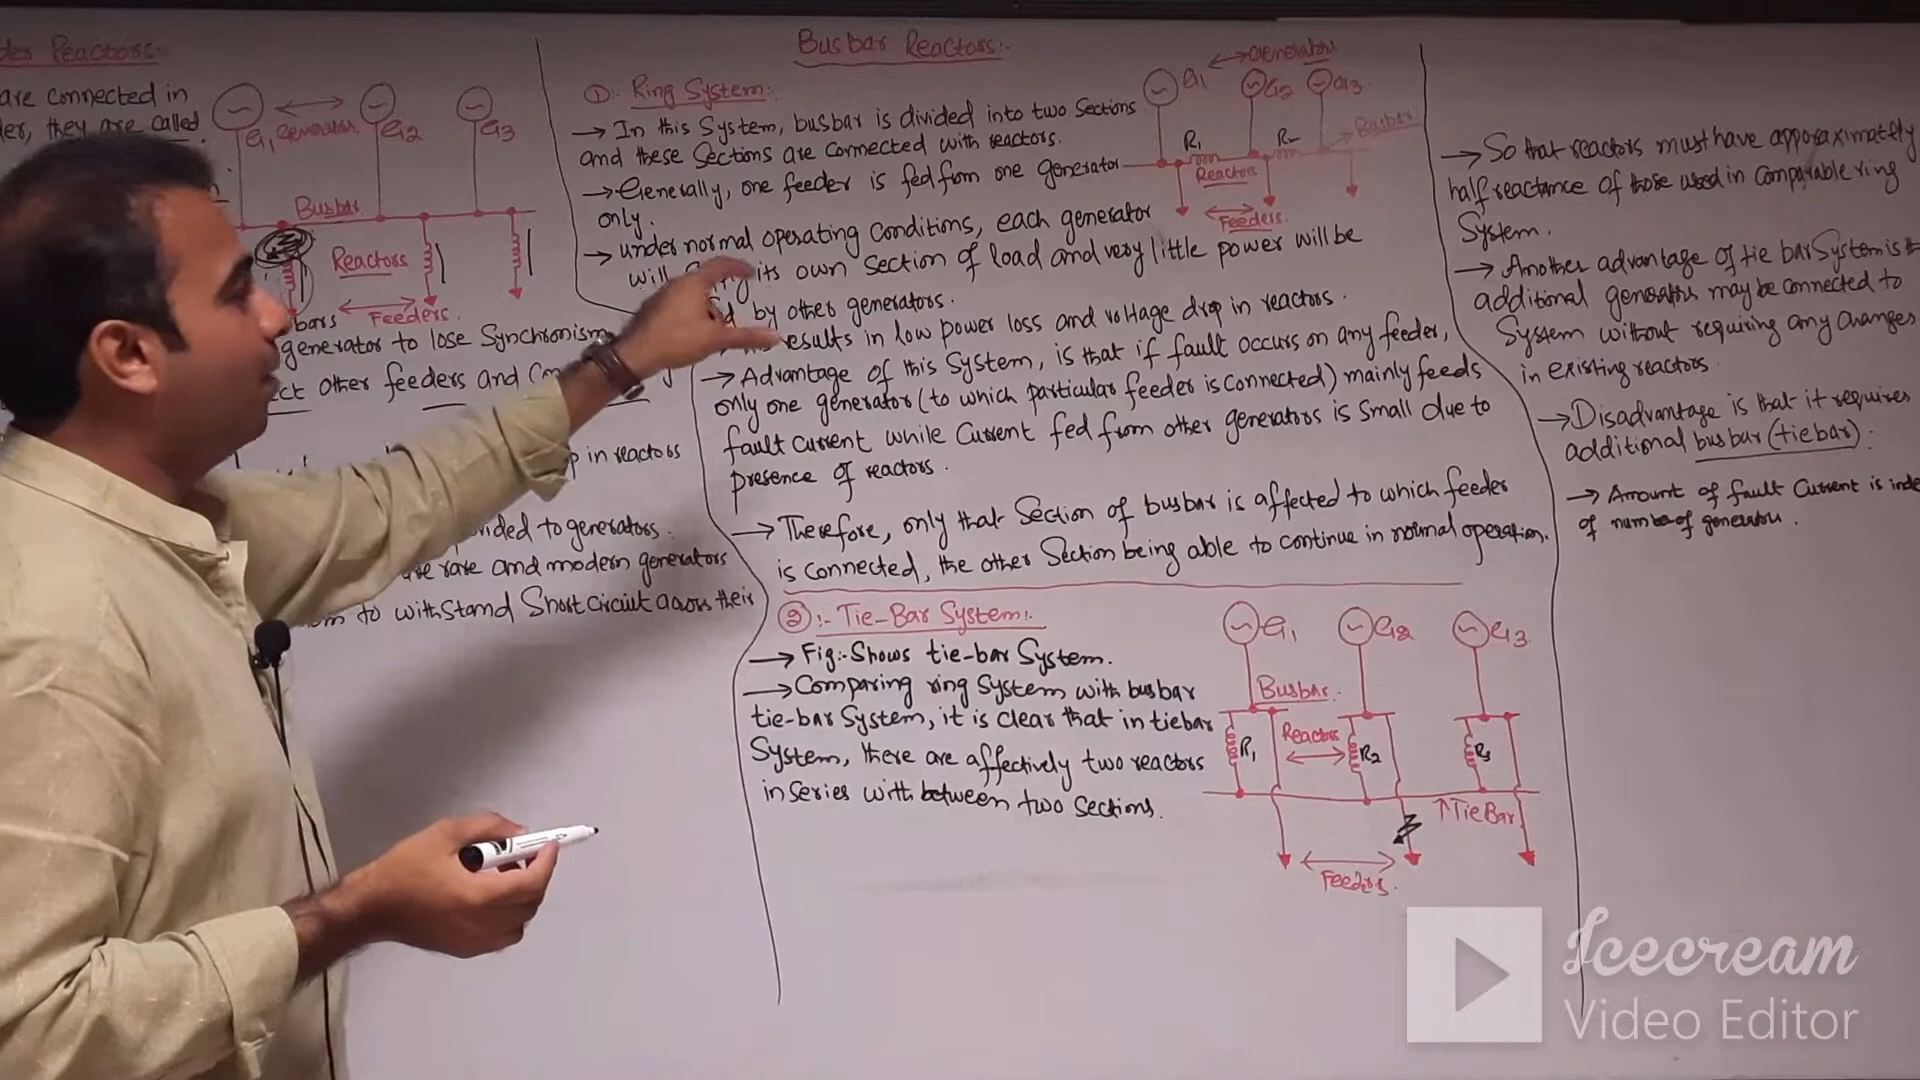 der Reactors:-
are connected in
der, they are called
G1 Generator G2 G3
Busbar
Reactors
bars Feeders.
generator to lose Synchronism
ect other feeders and
p in reactors
vided to generators.
are rare and modern generators
to withstand Short circuit across their
Busbar Reactors:-
①:- Ring System:-
→ In this System, busbar is divided into two Sections
and these Sections are Connected with reactors.
→ Generally, one feeder is fed from one generator
only.
→ under normal operating Conditions, each generator
will its own Section of load and very little power will be
d by other generators.
results in low power loss and voltage drop in reactors.
→ Advantage of this System, is that if fault occurs on any feeder,
only one generator (to which particular feeder is connected) mainly feeds
fault current while Current fed from other generators is Small due to
presence of reactors.
→ Therefore, only that Section of busbar is affected to which feeder
is connected, the other Section being able to continue in normal operation.
Generators
G1 G2 G3
Busbar
R1
Reactors
Feeders.
②:- Tie-Bar System:-
→ Fig:- Shows tie-bar System.
→ Comparing ring System with busbar
tie-bar System, it is clear that in tiebar
System, there are affectively two reactors
in series with between two sections.
G1 G2 G3
Busbar.
R1 Reactors R2 R3
↑Tie Bar
Feeders.
→ So that reactors must have apporaximattly
half reactance of those used in comparable ring
System.
→ Another advantage of tie bar System is
additional generators may be connected to
System without requiring any changes
in existing reactors.
→ Disadvantage is that it requires
additional busbar (tie bar).
→ Amount of fault Current is inde
of number of generators.
Icecream
Video Editor